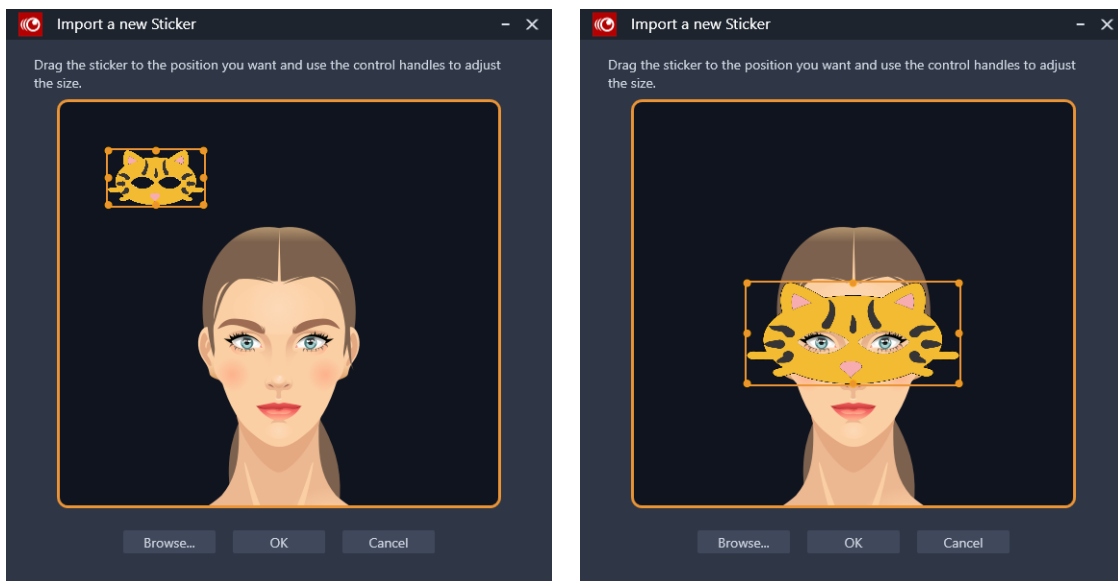 Import a new Sticker
Drag the sticker to the position you want and use the control handles to adjust
the size.
Browse...
OK
Cancel
Import a new Sticker
Drag the sticker to the position you want and use the control handles to adjust
the size.
Browse...
OK
Cancel